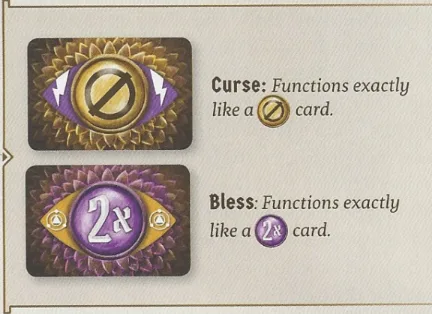 Curse: Functions exactly
like a card.
2x
Bless: Functions exactly
like a 2x card.